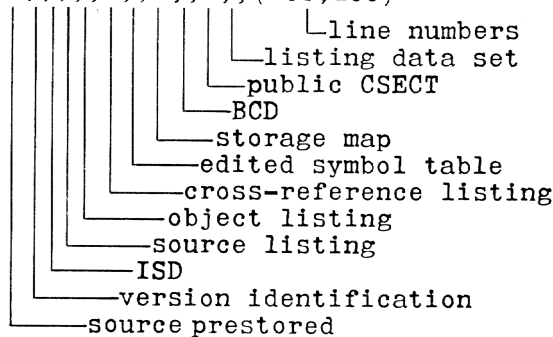 line numbers
listing data set
public CSECT
BCD
storage map
edited symbol table
cross-reference listing
object listing
source listing
ISD
version identification
source prestored